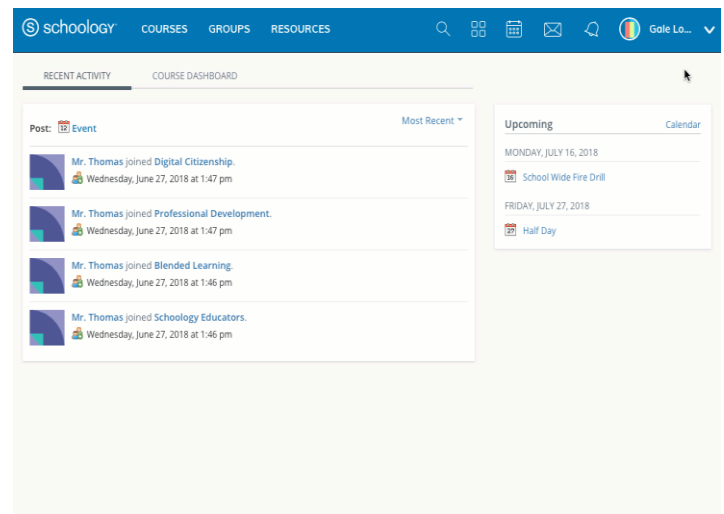 S schoology COURSES GROUPS RESOURCES Gale Lo...
RECENT ACTIVITY COURSE DASHBOARD
Post: 12 Event Most Recent
Mr. Thomas joined Digital Citizenship.
Wednesday, June 27, 2018 at 1:47 pm
Mr. Thomas joined Professional Development.
Wednesday, June 27, 2018 at 1:47 pm
Mr. Thomas joined Blended Learning.
Wednesday, June 27, 2018 at 1:46 pm
Mr. Thomas joined Schoology Educators.
Wednesday, June 27, 2018 at 1:46 pm
Upcoming Calendar
MONDAY, JULY 16, 2018
16 School Wide Fire Drill
FRIDAY, JULY 27, 2018
27 Half Day